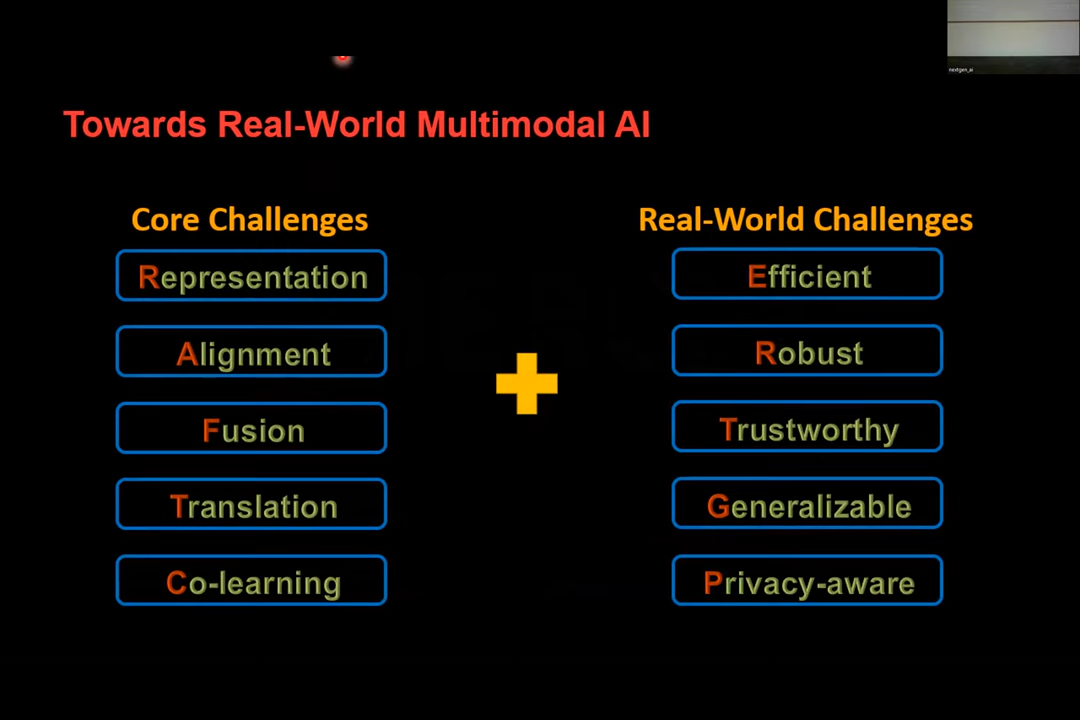 nextgen_ai
Towards Real-World Multimodal AI
Core Challenges
Representation
Alignment
Fusion
Translation
Co-learning
Real-World Challenges
Efficient
Robust
Trustworthy
Generalizable
Privacy-aware